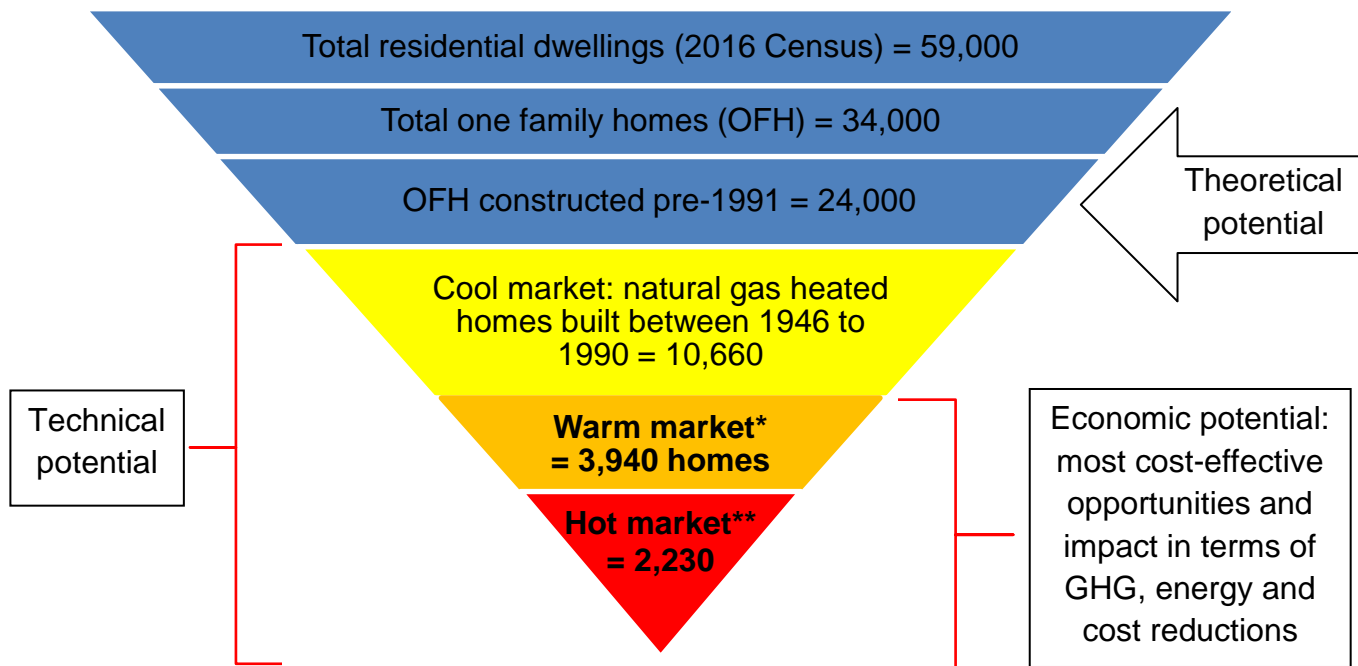 Total residential dwellings (2016 Census) = 59,000
Total one family homes (OFH) = 34,000
OFH constructed pre-1991 = 24,000
Theoretical
potential
Cool market: natural gas heated
homes built between 1946 to
1990 = 10,660
Technical
potential
Warm market*
= 3,940 homes
Hot market**
= 2,230
Economic potential:
most cost-effective
opportunities and
impact in terms of
GHG, energy and
cost reductions